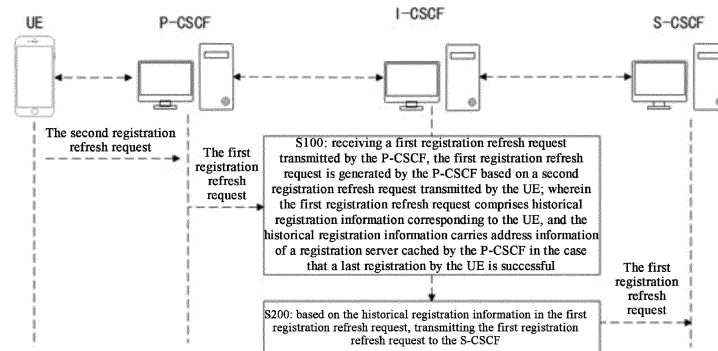 UE
P-CSCF
I-CSCF
S-CSCF
The second registration
refresh request
The first
registration
refresh
request
S100: receiving a first registration refresh request
transmitted by the P-CSCF, the first registration refresh
request is generated by the P-CSCF based on a second
registration refresh request transmitted by the UE; wherein
the first registration refresh request comprises historical
registration information corresponding to the UE, and the
historical registration information carries address information
of a registration server cached by the P-CSCF in the case
that a last registration by the UE is successful
The first
registration
refresh
request
S200: based on the historical registration information in the first
registration refresh request, transmitting the first registration
refresh request to the S-CSCF